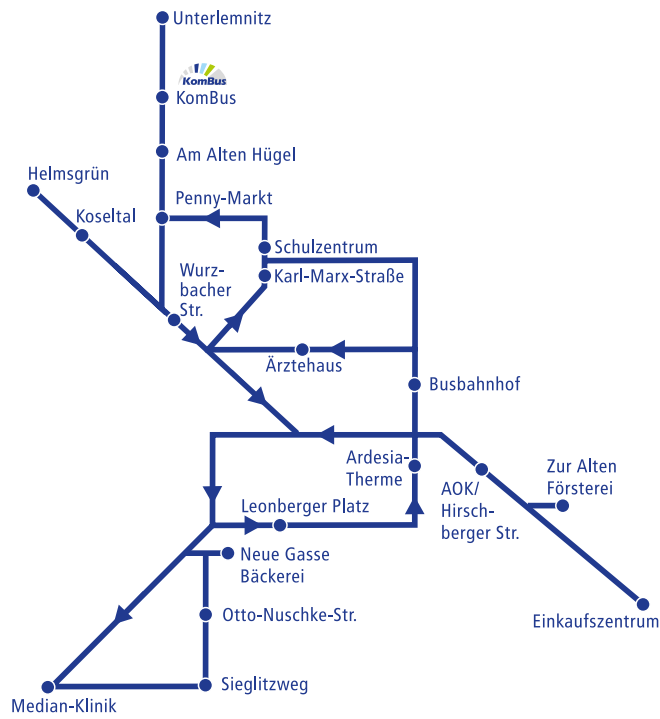 Unterlemnitz
KomBus
KomBus
Am Alten Hügel
Helmsgrün
Penny-Markt
Koseltal
Schulzentrum
Wurz-
bacher
Str.
Karl-Marx-Straße
Ärztehaus
Busbahnhof
Ardesia-
Therme
AOK/
Hirsch-
berger Str.
Zur Alten
Försterei
Leonberger Platz
Neue Gasse
Bäckerei
Otto-Nuschke-Str.
Einkaufszentrum
Sieglitzweg
Median-Klinik